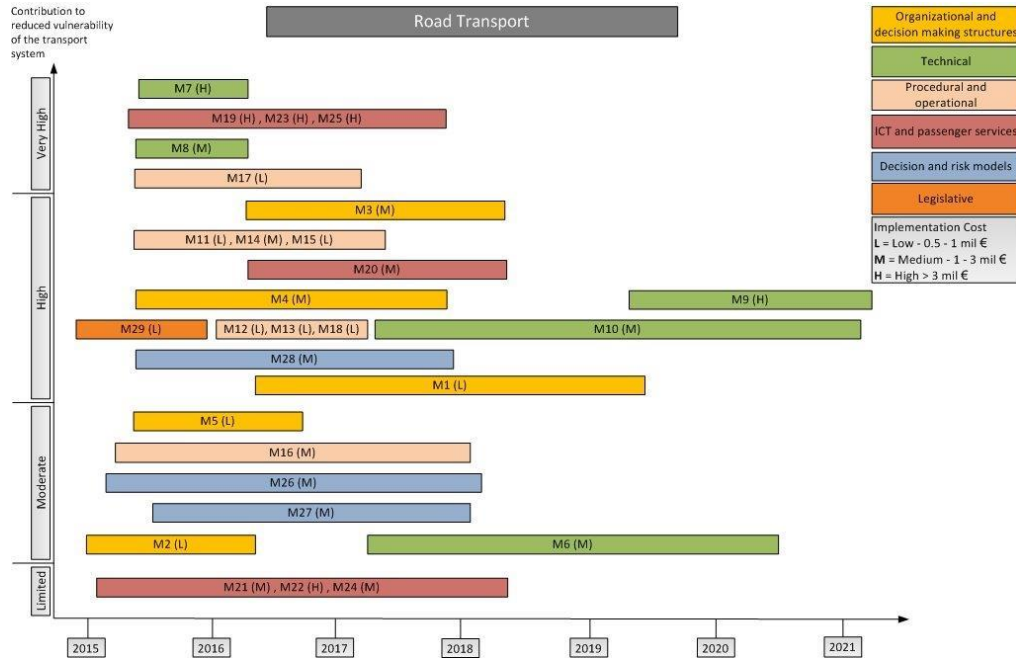 Contribution to
reduced vulnerability
of the transport
system
Road Transport
Organizational and
decision making structures
Technical
Procedural and
operational
ICT and passenger services
Decision and risk models
Legislative
Implementation Cost
L = Low - 0.5 - 1 mil €
M = Medium - 1 - 3 mil €
H = High > 3 mil €
Very High
M7 (H)
M19 (H) , M23 (H) , M25 (H)
M8 (M)
M17 (L)
High
M3 (M)
M11 (L) , M14 (M) , M15 (L)
M20 (M)
M4 (M)
M9 (H)
M29 (L)
M12 (L), M13 (L), M18 (L)
M10 (M)
M28 (M)
M1 (L)
Moderate
M5 (L)
M16 (M)
M26 (M)
M27 (M)
M2 (L)
M6 (M)
Limited
M21 (M) , M22 (H) , M24 (M)
2015
2016
2017
2018
2019
2020
2021